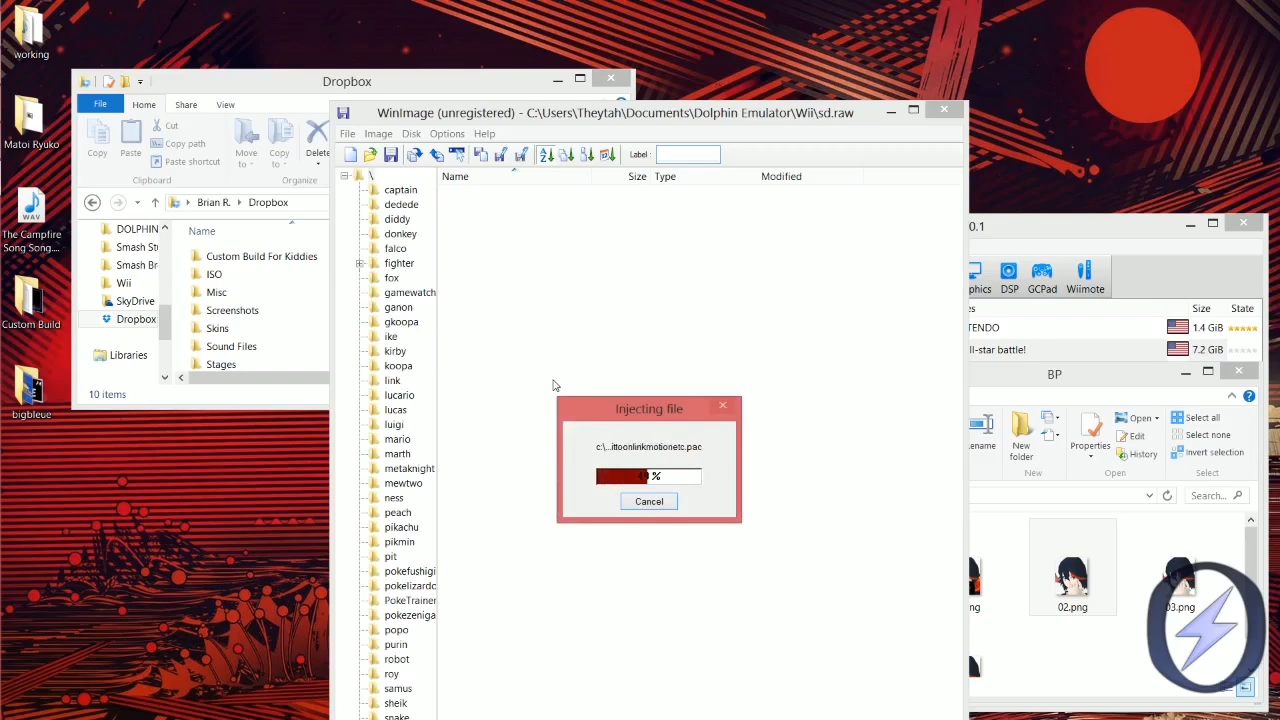 working
Matoi Ryuko
The Campfire
Song Song....
Custom Build
bigbleue
Dropbox
File Home Share View
Copy
Paste
Cut
Copy path
Paste shortcut
Clipboard
Move
to
Copy
to
Delete
Organize
Brian R. Dropbox
DOLPHIN
Smash St
Smash Br
Wii
SkyDrive
Dropbox
Libraries
Name
Custom Build For Kiddies
ISO
Misc
Screenshots
Skins
Sound Files
Stages
10 items
WinImage (unregistered) - C:\Users\Theytah\Documents\Dolphin Emulator\Wii\sd.raw
File Image Disk Options Help
Label :
\
captain
dedede
diddy
donkey
falco
fighter
fox
gamewatch
ganon
gkoopa
ike
kirby
koopa
link
lucario
lucas
luigi
mario
marth
metaknight
mewtwo
ness
peach
pikachu
pikmin
pit
pokefushigi
pokelizardo
PokeTrainer
pokezeniga
popo
purin
robot
roy
samus
sheik
snake
Name Size Type Modified
Injecting file
c:\...ittoonlinkmotionetc.pac
%
Cancel
0.1
phics DSP GCPad Wiimote
es Size State
TENDO 1.4 GiB
ll-star battle! 7.2 GiB
BP
ename
New
folder
New
Properties
Open
Edit
History
Open
Select all
Select none
Invert selection
Select
Search...
ng
02.png
03.png